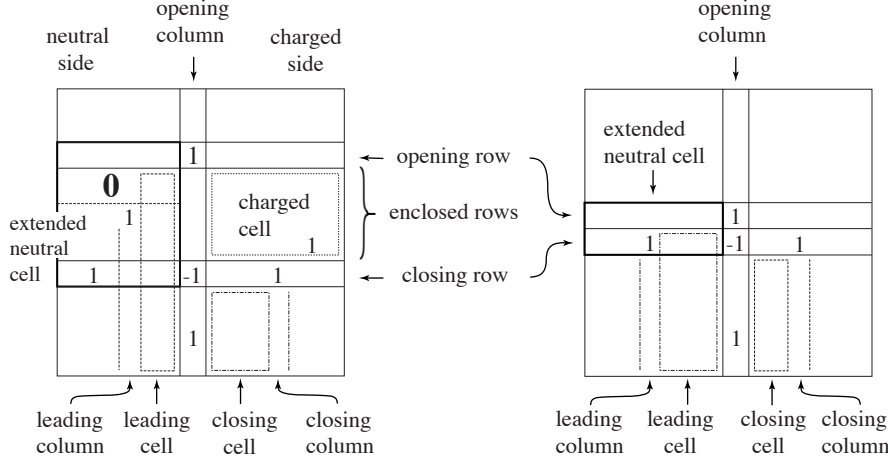 opening
column
neutral
side
charged
side
opening
column
1
opening row
extended
neutral cell
0
charged
cell
1
enclosed rows
1
extended
neutral
cell
1
1
1
-1
1
1
-1
1
closing row
1
1
leading
column
leading
cell
closing
cell
closing
column
leading
column
leading
cell
closing
cell
closing
column